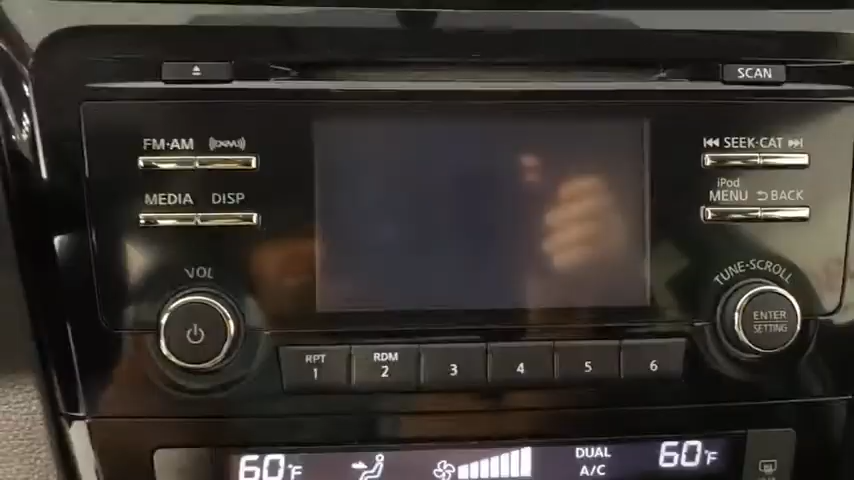 SCAN
FM·AM (((XM)))
SEEK·CAT
MEDIA DISP
iPod
MENU BACK
VOL
TUNE·SCROLL
ENTER
SETTING
RPT
1
RDM
2
3
4
5
6
60°F
DUAL
A/C
60°F